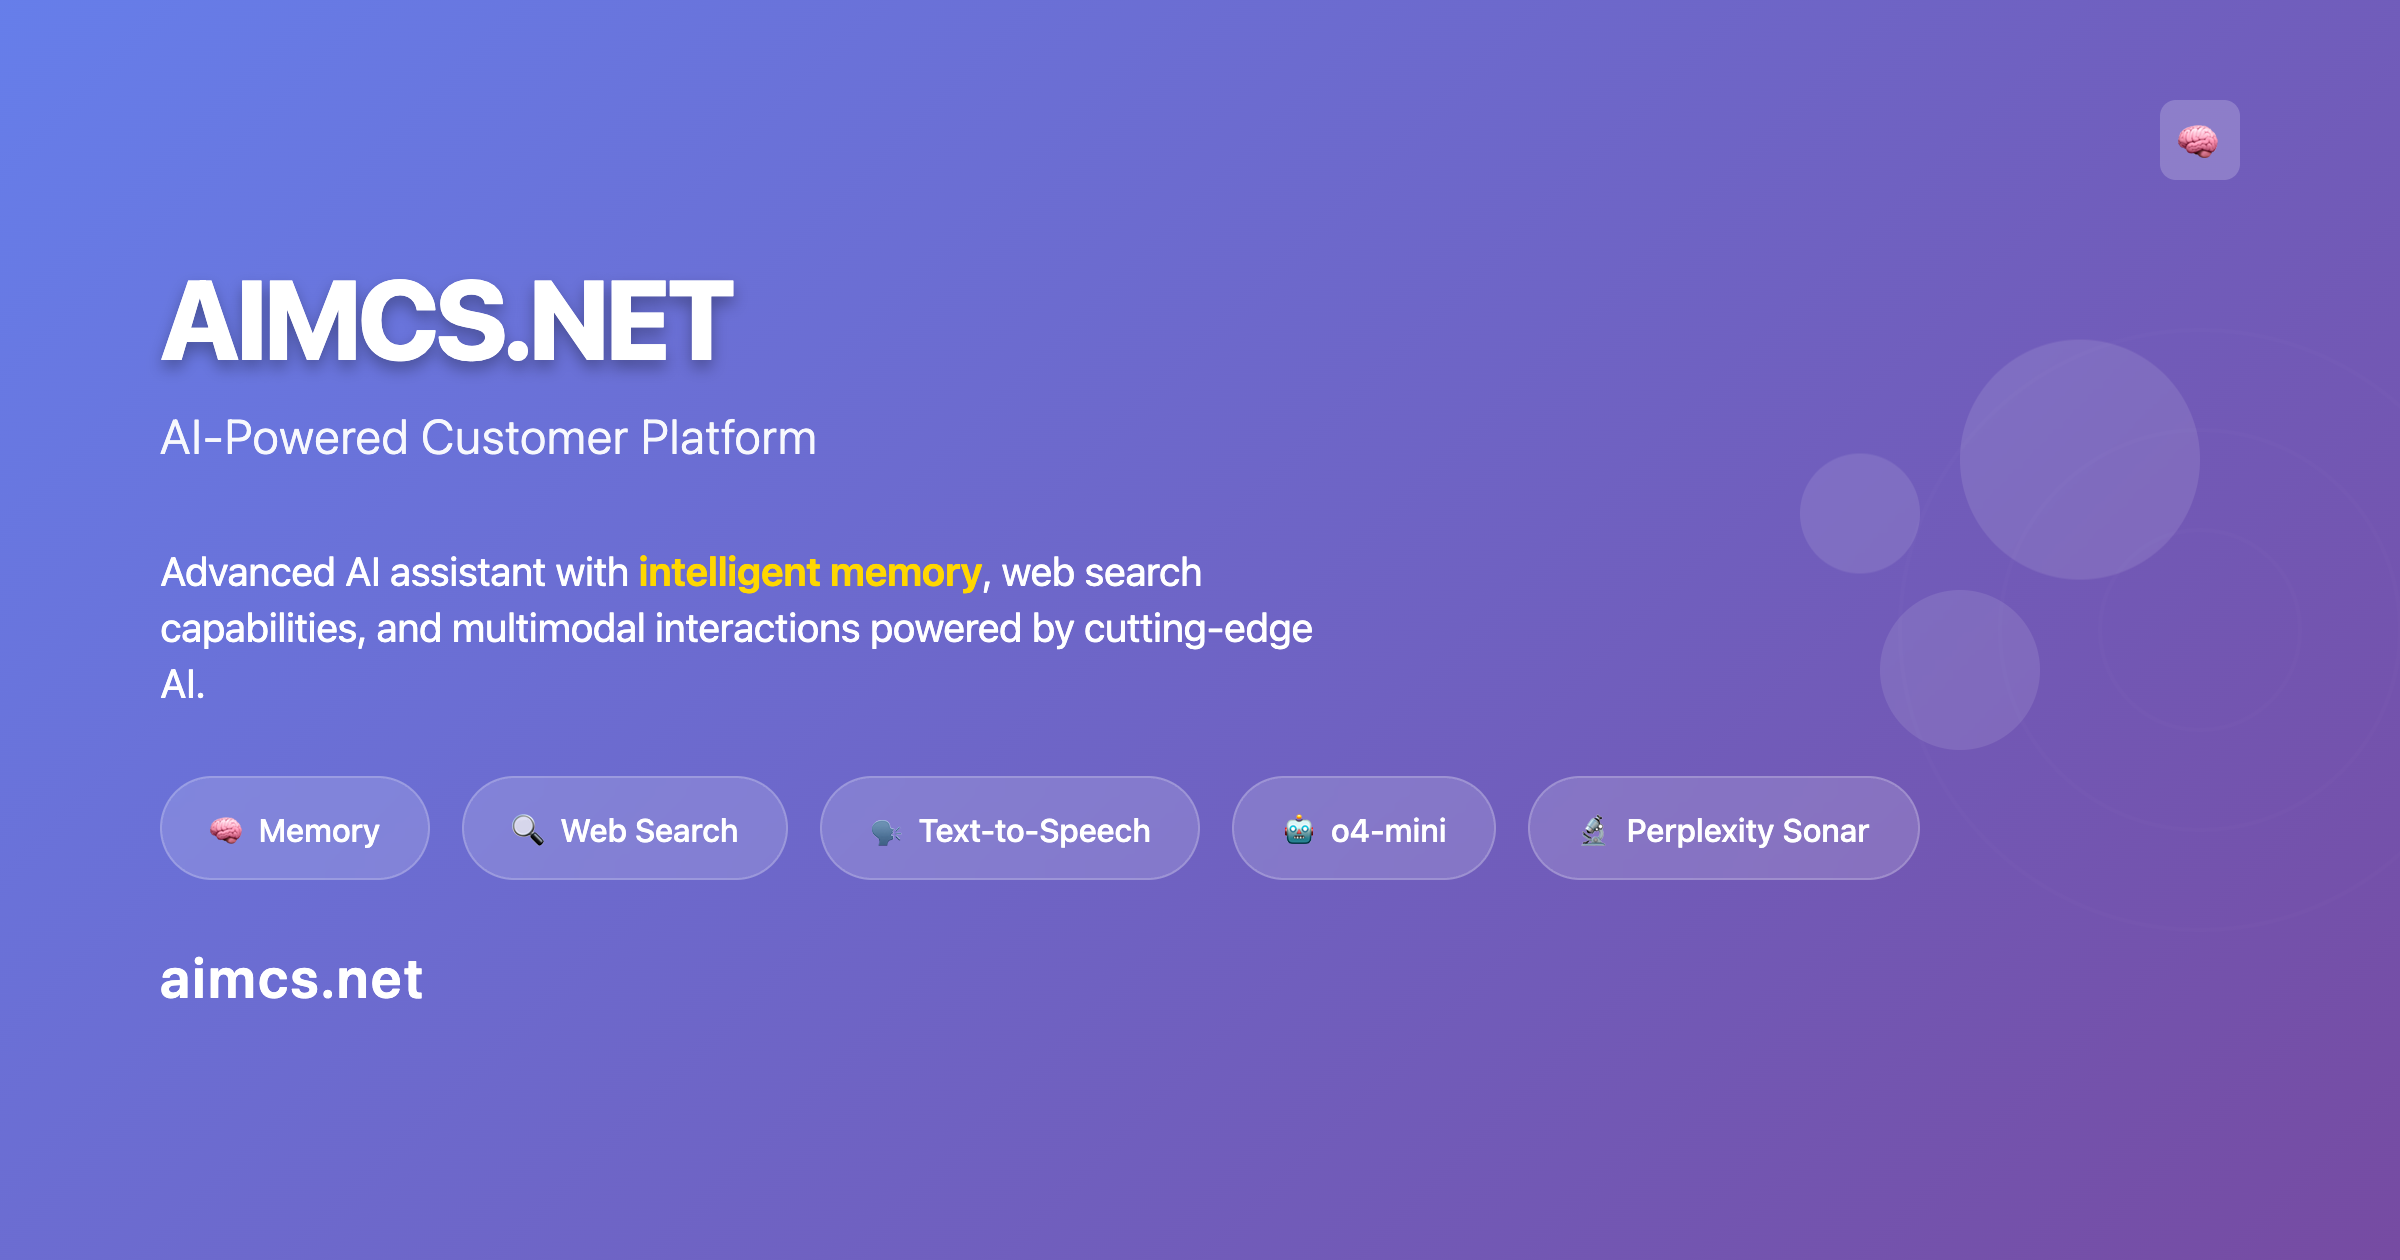 AIMCS.NET
AI-Powered Customer Platform
Advanced AI assistant with intelligent memory, web search
capabilities, and multimodal interactions powered by cutting-edge
AI.
Memory
Web Search
Text-to-Speech
o4-mini
Perplexity Sonar
aimcs.net